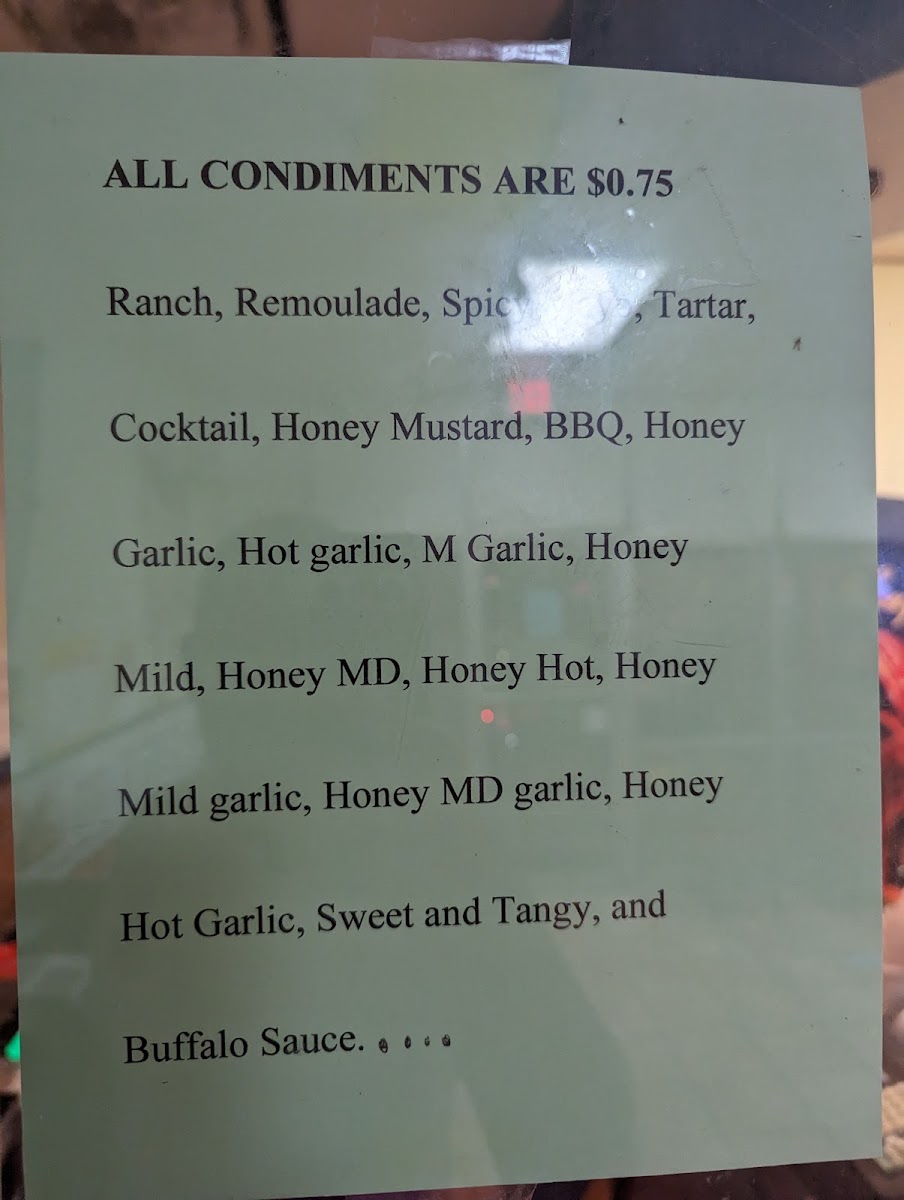 ALL CONDIMENTS ARE $0.75
Ranch, Remoulade, Spicy Mayo, Tartar,
Cocktail, Honey Mustard, BBQ, Honey
Garlic, Hot garlic, M Garlic, Honey
Mild, Honey MD, Honey Hot, Honey
Mild garlic, Honey MD garlic, Honey
Hot Garlic, Sweet and Tangy, and
Buffalo Sauce. . . . .